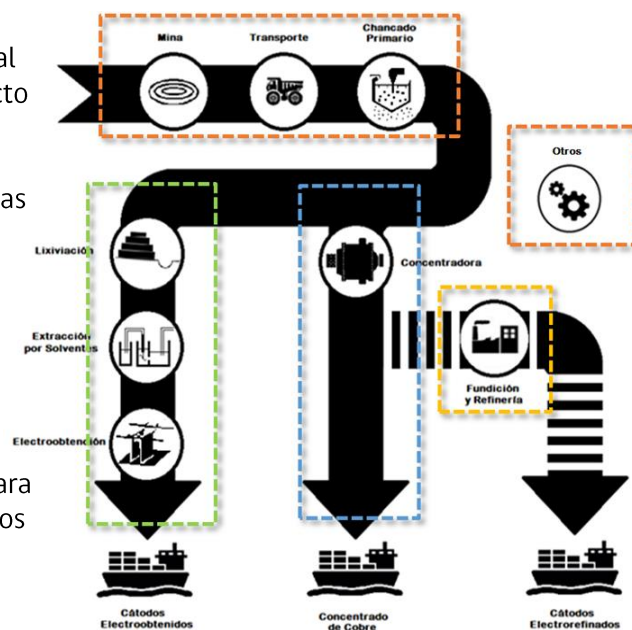 al
cto
as
ara
os
Mina
Transporte
Chancado
Primario
Otros
Lixiviación
Concentradora
Extracción
por Solventes
Fundición
y Refinería
Electroobtención
Cátodos
Electroobtenidos
Concentrado
de Cobre
Cátodos
Electrorefinados